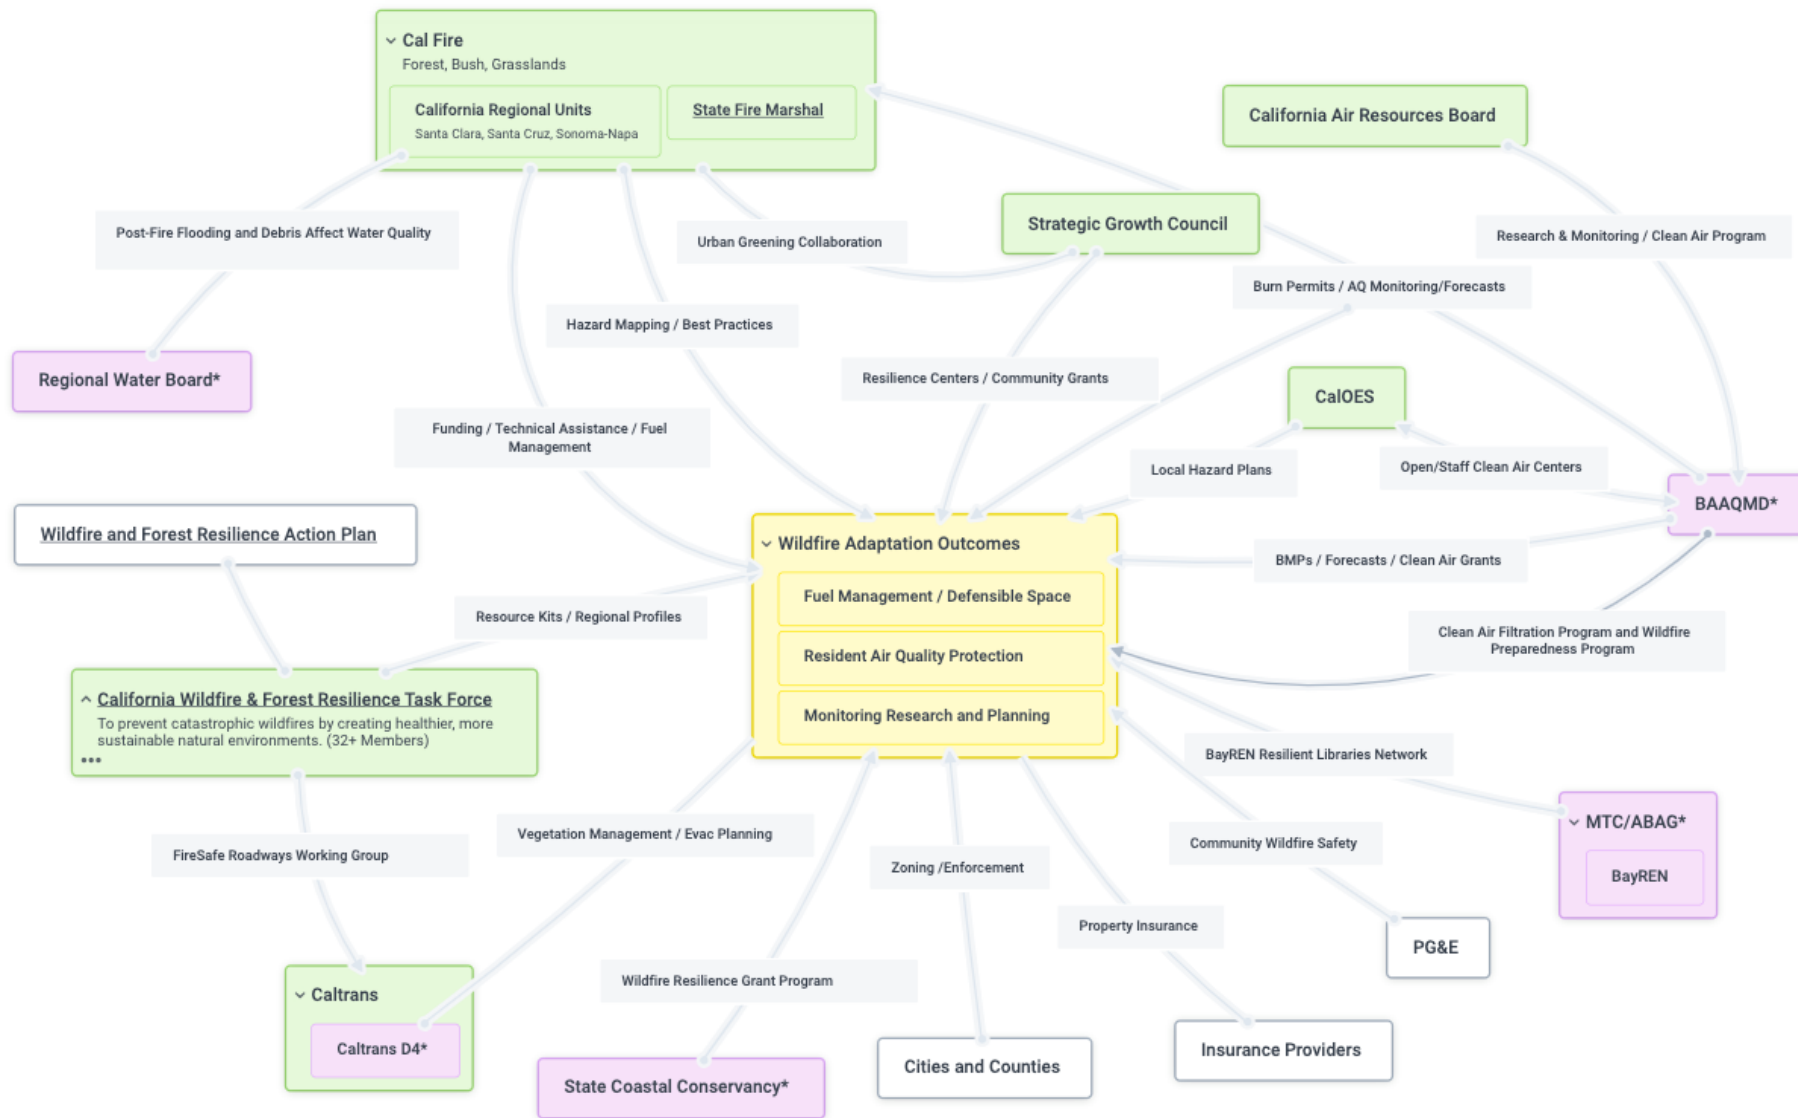 Cal Fire
Forest, Bush, Grasslands
California Regional Units
Santa Clara, Santa Cruz, Sonoma-Napa
State Fire Marshal
California Air Resources Board
Strategic Growth Council
Post-Fire Flooding and Debris Affect Water Quality
Urban Greening Collaboration
Research & Monitoring / Clean Air Program
Burn Permits / AQ Monitoring/Forecasts
Hazard Mapping / Best Practices
Regional Water Board*
Resilience Centers / Community Grants
CalOES
Funding / Technical Assistance / Fuel
Management
Local Hazard Plans
Open/Staff Clean Air Centers
BAAQMD*
Wildfire and Forest Resilience Action Plan
Wildfire Adaptation Outcomes
Fuel Management / Defensible Space
Resident Air Quality Protection
Monitoring Research and Planning
BMPs / Forecasts / Clean Air Grants
Resource Kits / Regional Profiles
Clean Air Filtration Program and Wildfire
Preparedness Program
California Wildfire & Forest Resilience Task Force
To prevent catastrophic wildfires by creating healthier, more
sustainable natural environments. (32+ Members)
BayREN Resilient Libraries Network
Vegetation Management / Evac Planning
FireSafe Roadways Working Group
Community Wildfire Safety
MTC/ABAG*
BayREN
Zoning /Enforcement
Property Insurance
PG&E
Wildfire Resilience Grant Program
Caltrans
Caltrans D4*
State Coastal Conservancy*
Cities and Counties
Insurance Providers